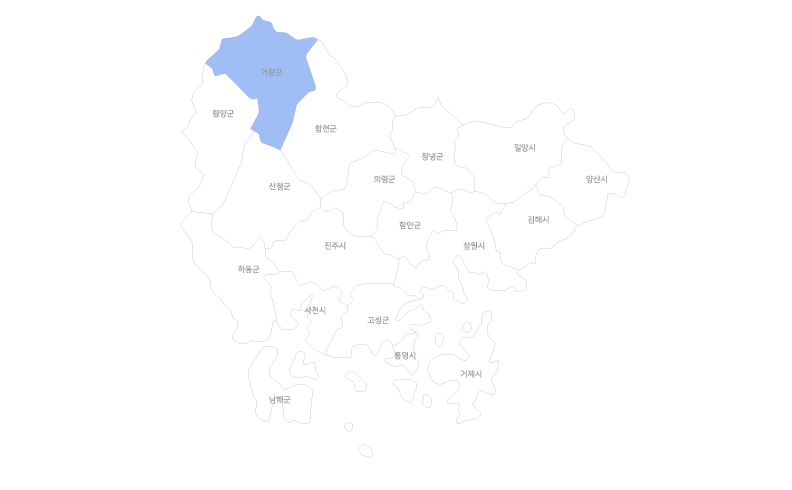 거창군
함양군
합천군
창녕군
밀양시
양산시
의령군
산청군
김해시
함안군
진주시
창원시
하동군
사천시
고성군
통영시
거제시
남해군